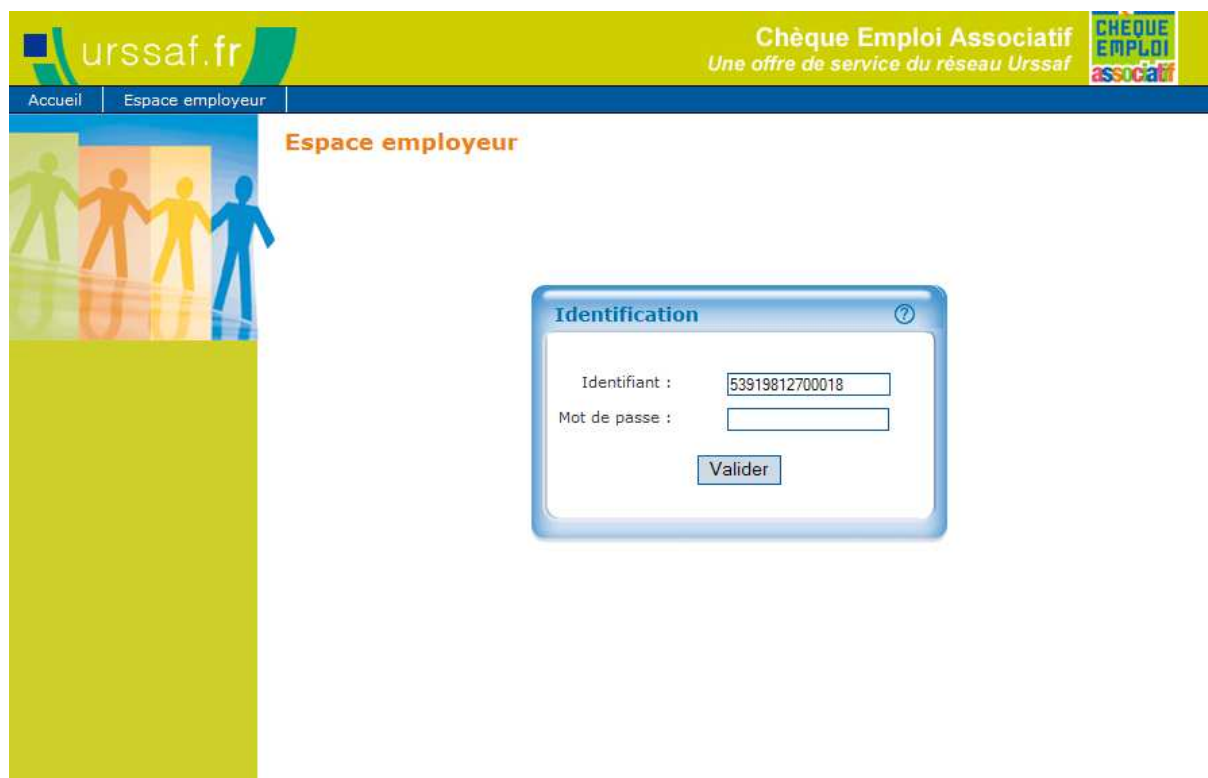 urssaf.fr
Chèque Emploi Associatif
Une offre de service du réseau Urssaf
CHEQUE
EMPLOI
associatif
Accueil Espace employeur
Espace employeur
Identification ?
Identifiant : 53919812700018
Mot de passe :
Valider